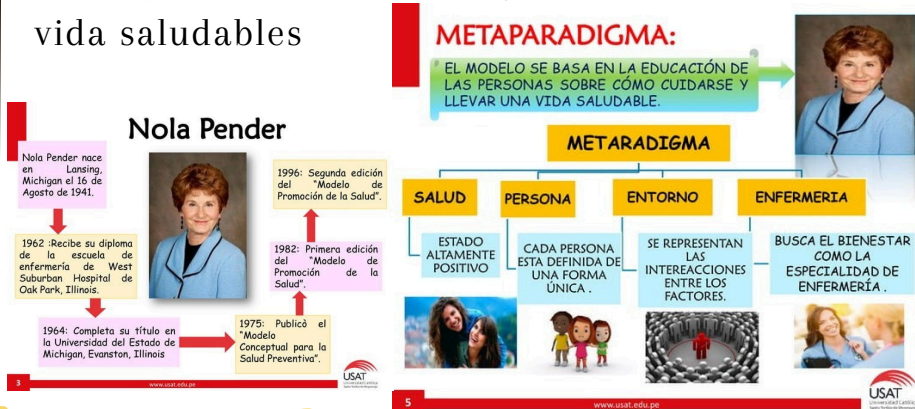 vida saludables
Nola Pender
Nola Pender nace
en Lansing,
Michigan el 16 de
Agosto de 1941.
1962 :Recibe su diploma
de la escuela de
enfermería de West
Suburban Hospital de
Oak Park, Illinois.
1964: Completa su título en
la Universidad del Estado de
Michigan, Evanston, Illinois
1975: Publicò el
"Modelo
Conceptual para la
Salud Preventiva".
1982: Primera edición
del "Modelo de
Promoción de la
Salud".
1996: Segunda edición
del "Modelo de
Promoción de la Salud".
3
www.usat.edu.pe
USAT
METAPARADIGMA:
EL MODELO SE BASA EN LA EDUCACIÓN DE
LAS PERSONAS SOBRE CÓMO CUIDARSE Y
LLEVAR UNA VIDA SALUDABLE.
METARADIGMA
SALUD
PERSONA
ENTORNO
ENFERMERIA
ESTADO
ALTAMENTE
POSITIVO
CADA PERSONA
ESTA DEFINIDA DE
UNA FORMA
ÚNICA .
SE REPRESENTAN
LAS
INTEREACCIONES
ENTRE LOS
FACTORES.
BUSCA EL BIENESTAR
COMO LA
ESPECIALIDAD DE
ENFERMERÍA .
5
www.usat.edu.pe
USAT